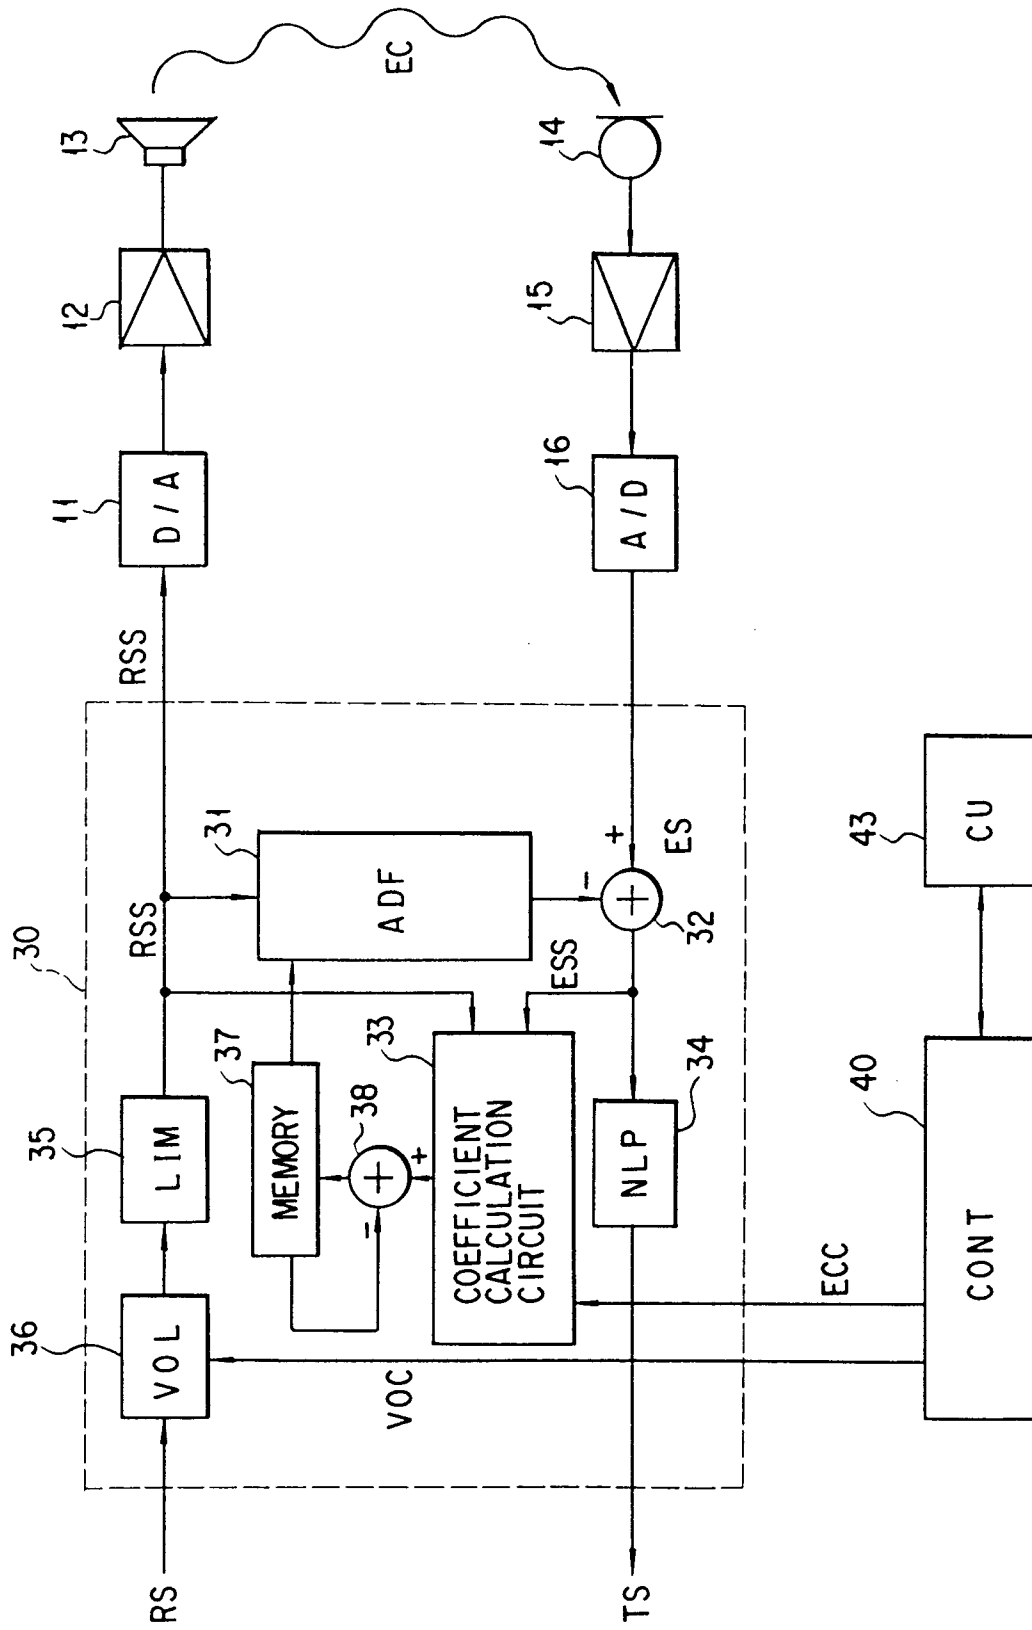 30
36
35
RSS
RSS
11
12
13
RS
VOL
LIM
D/A
37
31
MEMORY
ADF
38
-
+
33
EC
VOC
COEFFICIENT
CALCULATION
CIRCUIT
ESS
-
+
16
15
14
TS
NLP
34
32
ES
A/D
ECC
40
43
CONT
CU